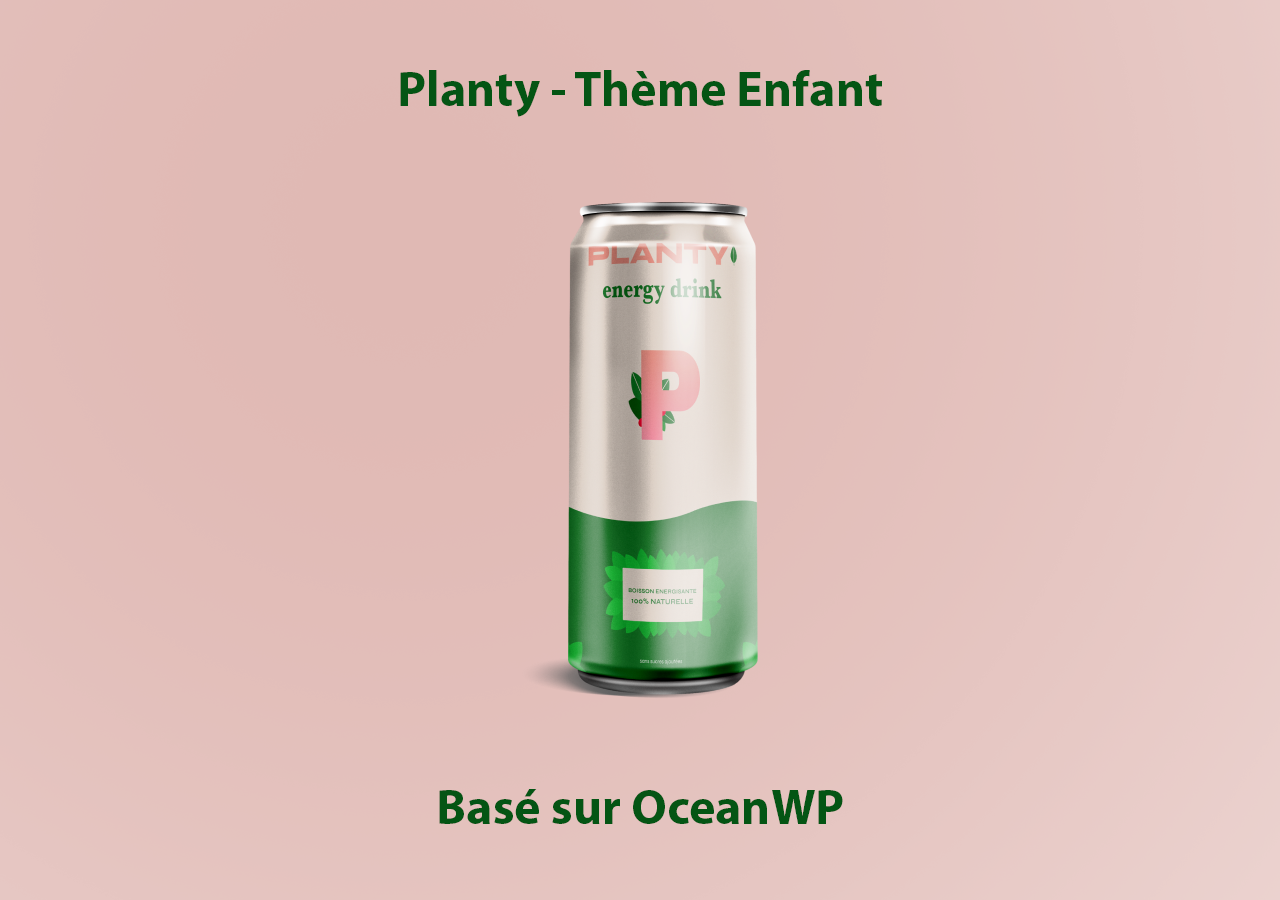 Planty - Thème Enfant
PLANTY
energy drink
P
BOISSON ENERGISANTE
100% NATURELLE
Basé sur OceanWP